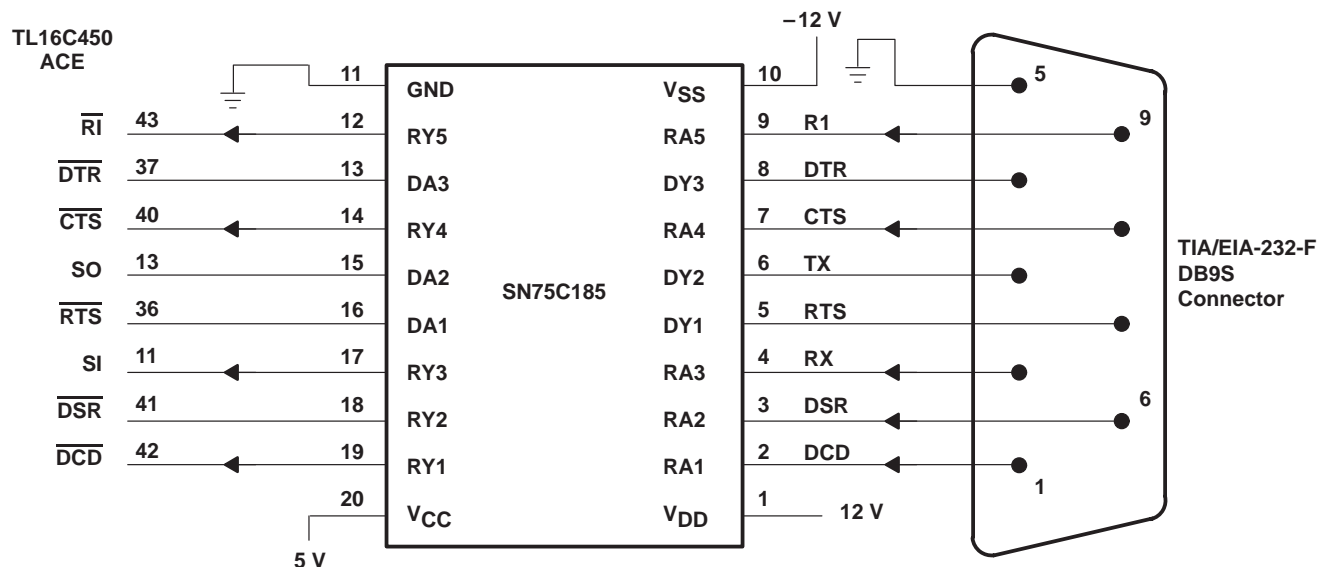 TL16C450
ACE
–12 V
11 GND VSS 10 5
RI 43 12 RY5 RA5 9 R1 9
DTR 37 13 DA3 DY3 8 DTR
CTS 40 14 RY4 RA4 7 CTS
SO 13 15 DA2 DY2 6 TX
SN75C185
TIA/EIA-232-F
DB9S
Connector
RTS 36 16 DA1 DY1 5 RTS
SI 11 17 RY3 RA3 4 RX
DSR 41 18 RY2 RA2 3 DSR 6
DCD 42 19 RY1 RA1 2 DCD 1
20 VCC VDD 1 12 V
5 V